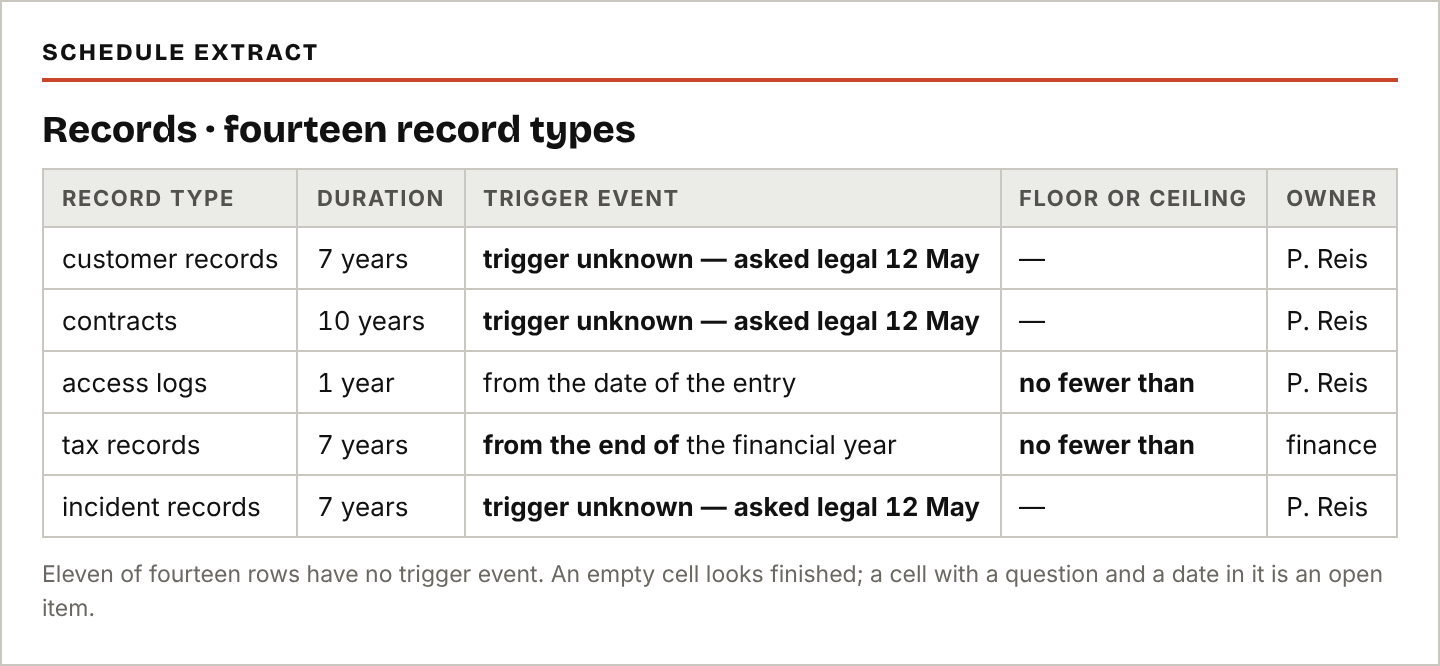 SCHEDULE EXTRACT
Records · fourteen record types
RECORD TYPE DURATION TRIGGER EVENT FLOOR OR CEILING OWNER
customer records 7 years trigger unknown — asked legal 12 May — P. Reis
contracts 10 years trigger unknown — asked legal 12 May — P. Reis
access logs 1 year from the date of the entry no fewer than P. Reis
tax records 7 years from the end of the financial year no fewer than finance
incident records 7 years trigger unknown — asked legal 12 May — P. Reis
Eleven of fourteen rows have no trigger event. An empty cell looks finished; a cell with a question and a date in it is an open
item.